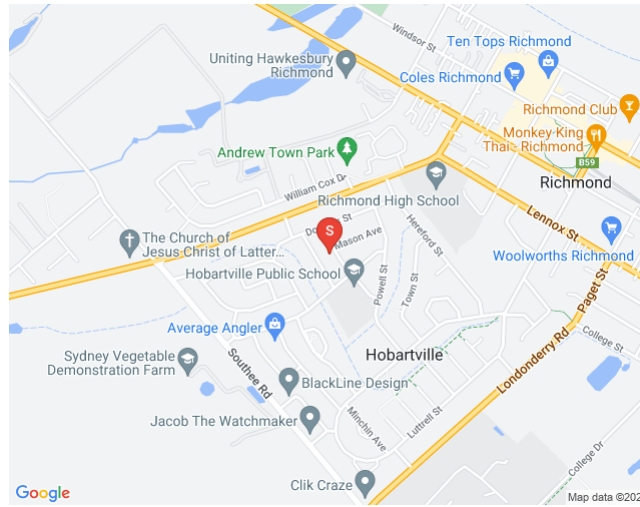 Windsor St
Ten Tops Richmond
Uniting Hawkesbury
Richmond
Coles Richmond
Richmond Club
Monkey King
Thai - Richmond
B59
Richmond
Andrew Town Park
William Cox Dr
Richmond High School
Lennox St
Hereford St
S
Mason Ave
The Church of
Jesus Christ of Latter...
Hobartville Public School
Woolworths Richmond
Paget St
Powell St
Town St
Average Angler
Hobartville
Londonderry Rd
College St
Sydney Vegetable
Demonstration Farm
Southee Rd
BlackLine Design
Jacob The Watchmaker
Minchin Ave
Luttrell St
College Dr
Clik Craze
Google
Map data ©202